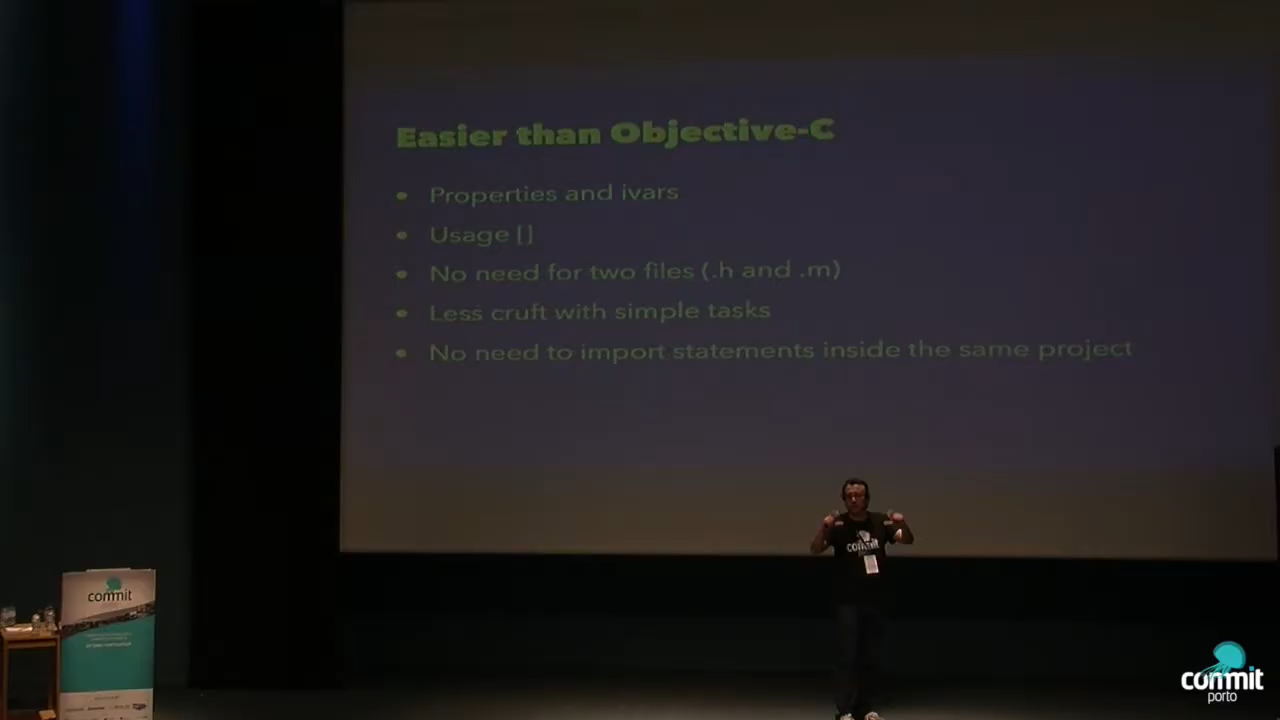 Easier than Objective-C
• Properties and ivars
• Usage []
• No need for two files (.h and .m)
• Less cruft with simple tasks
• No need to import statements inside the same project
commit
commit
commit
porto